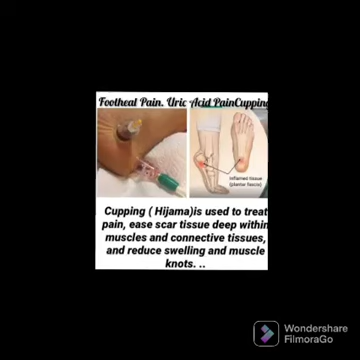 Footheal Pain. Uric Acid PainCupping
Inflamed tissue
(plantar fascia)
Cupping ( Hijama)is used to treat
pain, ease scar tissue deep within
muscles and connective tissues,
and reduce swelling and muscle
knots. ..
Wondershare
FilmoraGo